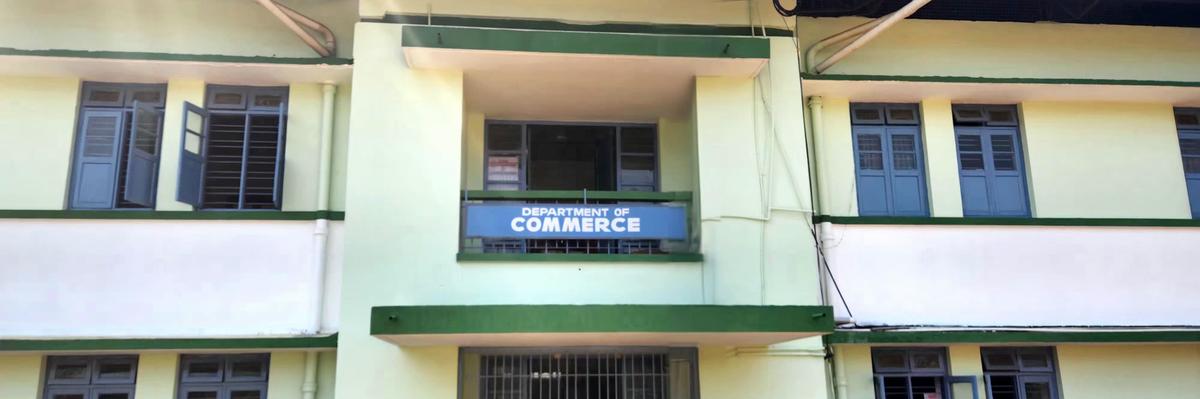 DEPARTMENT OF
COMMERCE